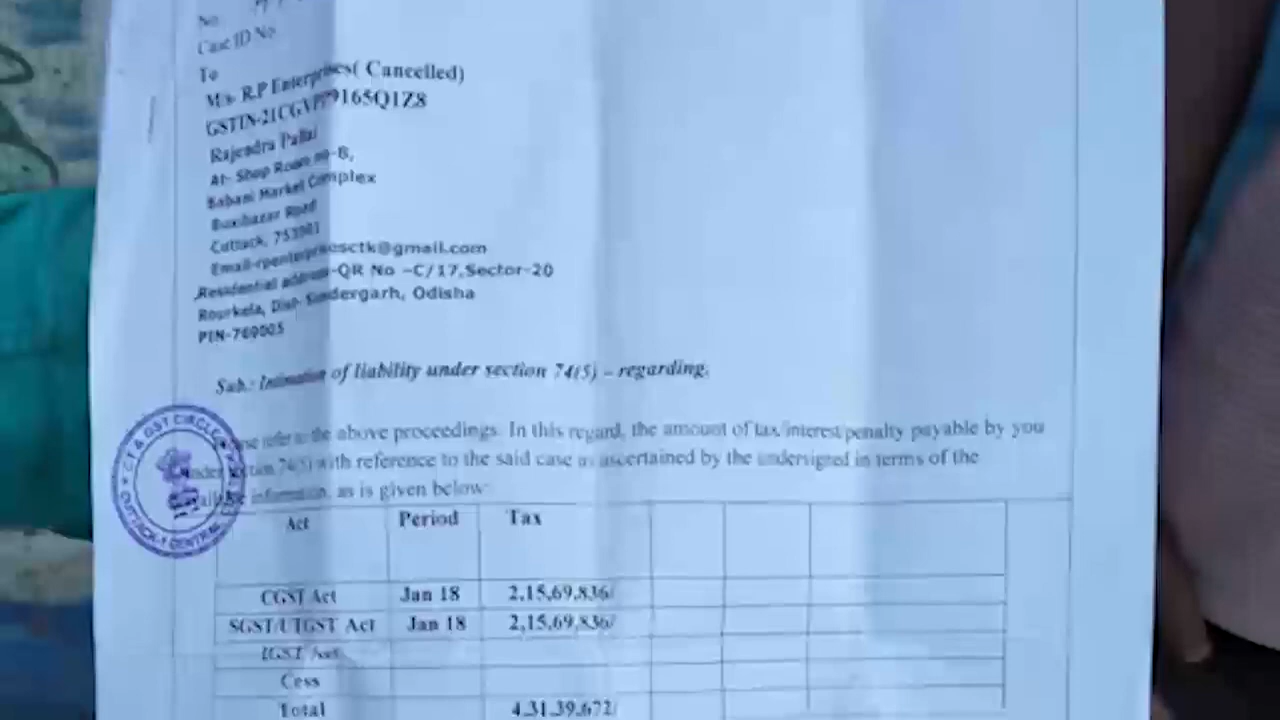 No
Case ID No
To
M/s- R.P Enterprises( Cancelled)
Rajendra Pallai
At- Shop Room no-8,
Babani Market Complex
Buxibazar Road
Cuttack, 753001
Email-rpenterprisesctk@gmail.com
Residential address-QR No –C/17,Sector-20
Rourkela, Dist- Sundergarh, Odisha
PIN-769005
Sub.: Intimation of liability under section 74(5) – regarding.
refer to the above proceedings. In this regard, the amount of tax/interest/penalty payable by you
under section 74(5) with reference to the said case as ascertained by the undersigned in terms of the
available information, as is given below:
Act Period Tax
CGST Act Jan 18 2,15,69,836/
SGST/UTGST Act Jan 18 2,15,69,836/
IGST Act
Cess
Total 4,31,39,672/
CT & GST CIRCLE
CUTTACK-1 CENTRAL